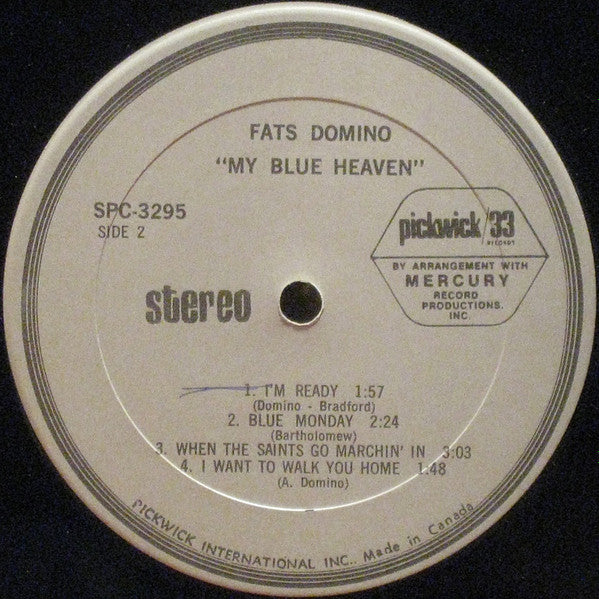 FATS DOMINO
"MY BLUE HEAVEN"
SPC-3295
SIDE 2
pickwick/33
RECORDS
BY ARRANGEMENT WITH
MERCURY
RECORD
PRODUCTIONS.
INC.
stereo
1. I'M READY 1:57
(Domino - Bradford)
2. BLUE MONDAY 2:24
(Bartholomew)
3. WHEN THE SAINTS GO MARCHIN' IN 3:03
4. I WANT TO WALK YOU HOME 1:48
(A. Domino)
PICKWICK INTERNATIONAL INC.. Made in Canada